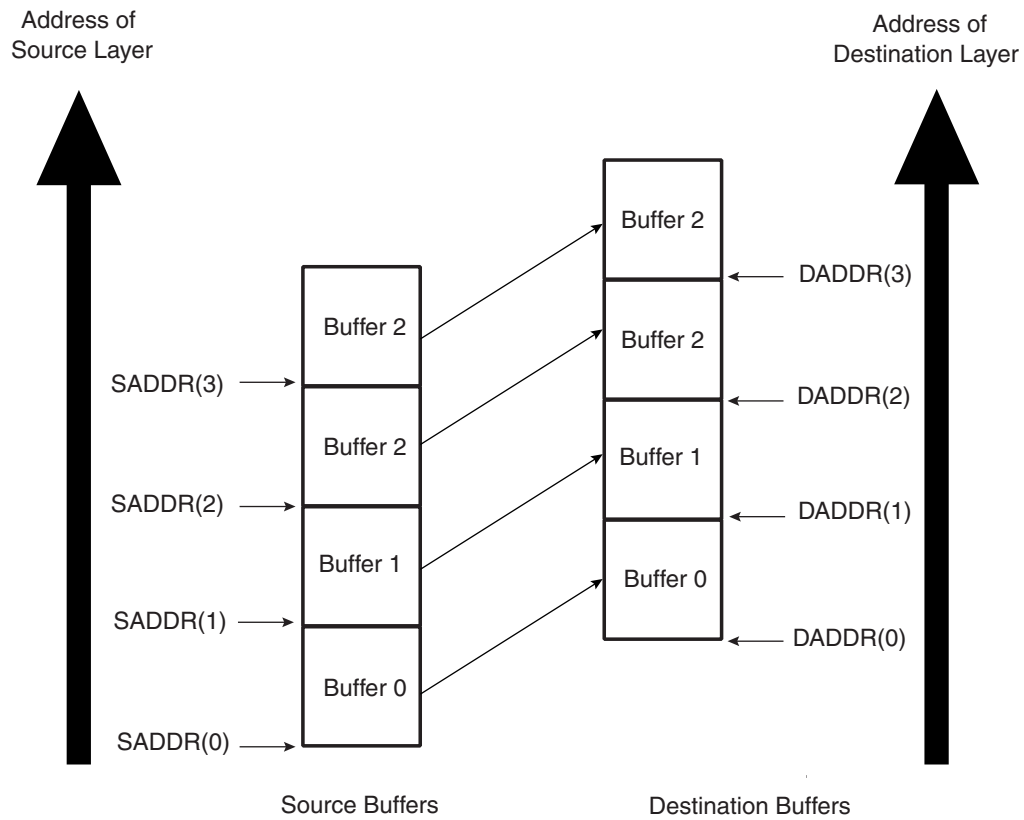 Address of
Source Layer
Address of
Destination Layer
Buffer 2
DADDR(3)
Buffer 2
Buffer 2
SADDR(3)
DADDR(2)
Buffer 2
Buffer 1
SADDR(2)
DADDR(1)
Buffer 1
Buffer 0
SADDR(1)
DADDR(0)
Buffer 0
SADDR(0)
Source Buffers
Destination Buffers